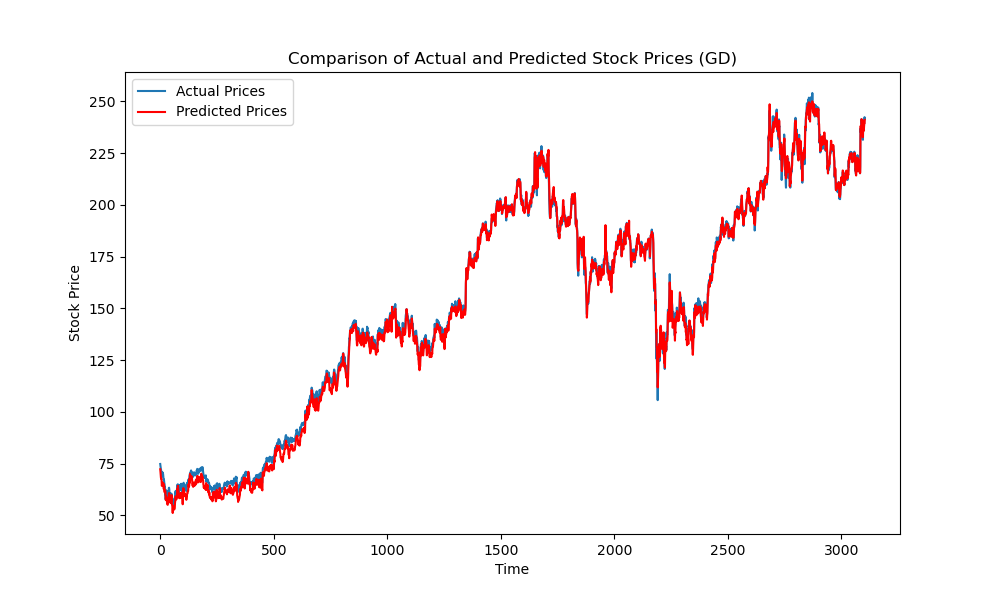 Comparison of Actual and Predicted Stock Prices (GD)
Actual Prices
Predicted Prices
250
225
200
175
150
125
100
75
50
Stock Price
0 500 1000 1500 2000 2500 3000
Time